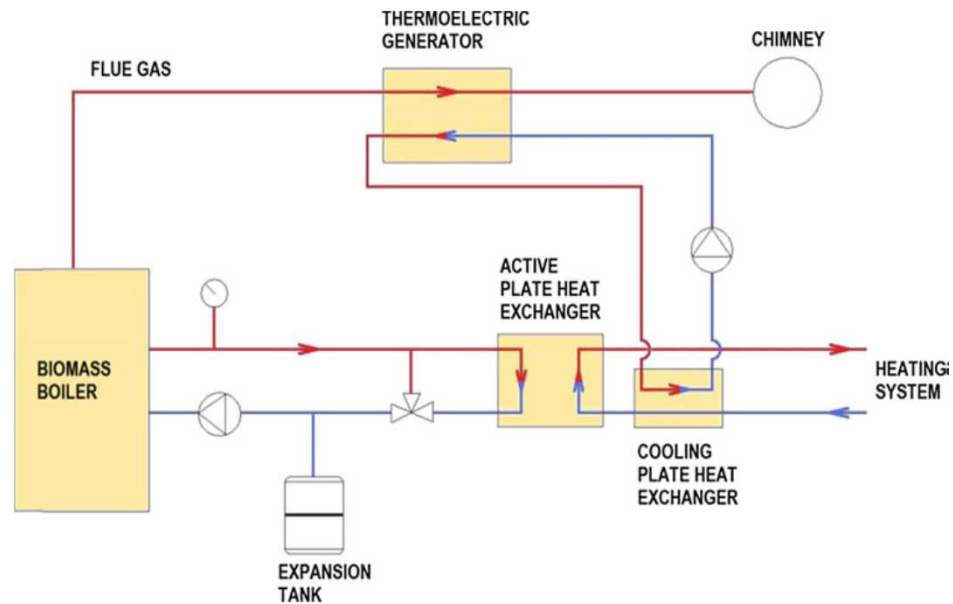 THERMOELECTRIC
GENERATOR
CHIMNEY
FLUE GAS
ACTIVE
PLATE HEAT
EXCHANGER
BIOMASS
BOILER
HEATING
SYSTEM
COOLING
PLATE HEAT
EXCHANGER
EXPANSION
TANK